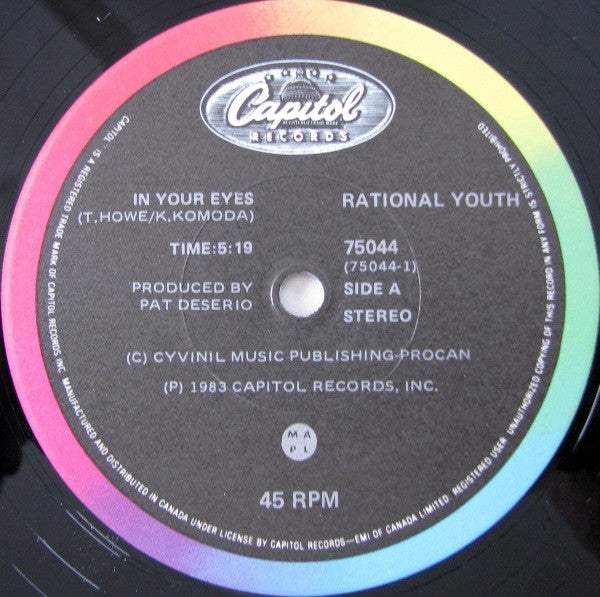 Capitol
REGISTERED TRADE MARK
RECORDS
IN YOUR EYES
(T.HOWE/K.KOMODA)
RATIONAL YOUTH
TIME:5:19
75044
(75044-1)
PRODUCED BY
PAT DESERIO
SIDE A
STEREO
(C) CYVINIL MUSIC PUBLISHING-PROCAN
(P) 1983 CAPITOL RECORDS, INC.
M A
P L
45 RPM
CAPITOL IS A REGISTERED TRADE MARK OF CAPITOL RECORDS INC. MANUFACTURED AND DISTRIBUTED IN CANADA UNDER LICENSE BY CAPITOL RECORDS—EMI OF CANADA LIMITED. REGISTERED USER. UNAUTHORIZED COPYING OF THIS RECORD IN ANY FORM IS STRICTLY PROHIBITED